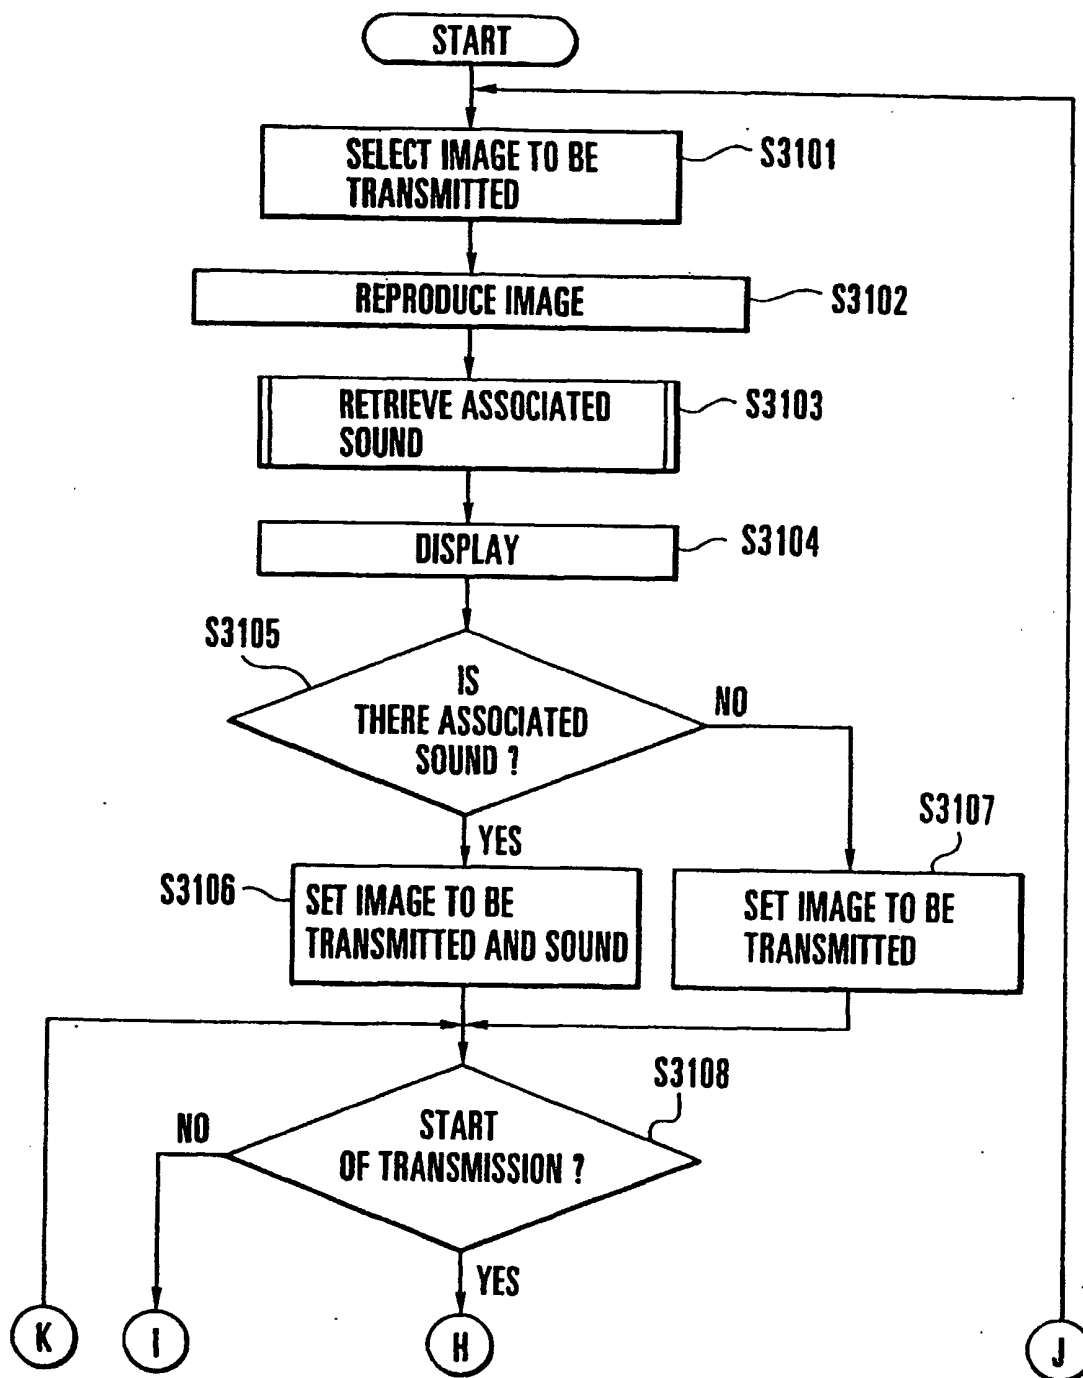 START
SELECT IMAGE TO BE
TRANSMITTED
S3101
REPRODUCE IMAGE
S3102
RETRIEVE ASSOCIATED
SOUND
S3103
DISPLAY
S3104
S3105
IS
THERE ASSOCIATED
SOUND ?
NO
YES
S3106
SET IMAGE TO BE
TRANSMITTED AND SOUND
S3107
SET IMAGE TO BE
TRANSMITTED
S3108
START
OF TRANSMISSION ?
NO
YES
K
I
H
J